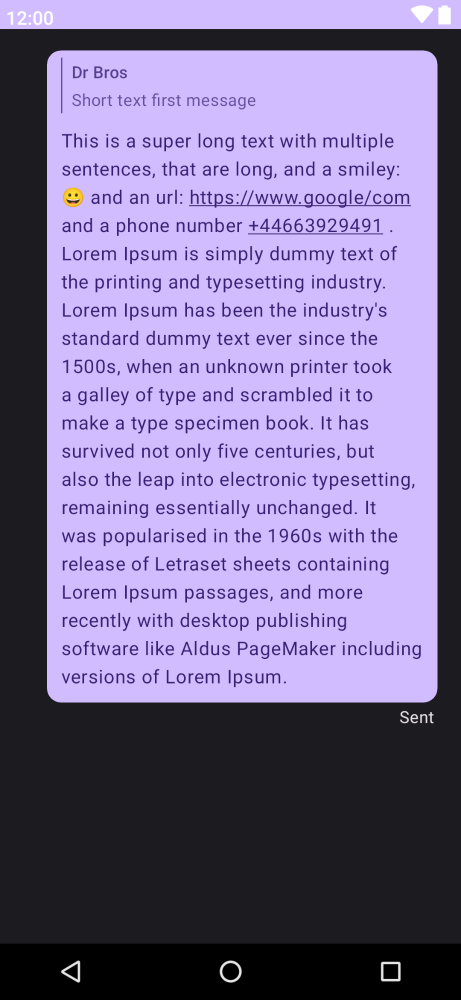 12:00
Dr Bros
Short text first message
This is a super long text with multiple
sentences, that are long, and a smiley:
😀 and an url: https://www.google/com
and a phone number +44663929491 .
Lorem Ipsum is simply dummy text of
the printing and typesetting industry.
Lorem Ipsum has been the industry's
standard dummy text ever since the
1500s, when an unknown printer took
a galley of type and scrambled it to
make a type specimen book. It has
survived not only five centuries, but
also the leap into electronic typesetting,
remaining essentially unchanged. It
was popularised in the 1960s with the
release of Letraset sheets containing
Lorem Ipsum passages, and more
recently with desktop publishing
software like Aldus PageMaker including
versions of Lorem Ipsum.
Sent